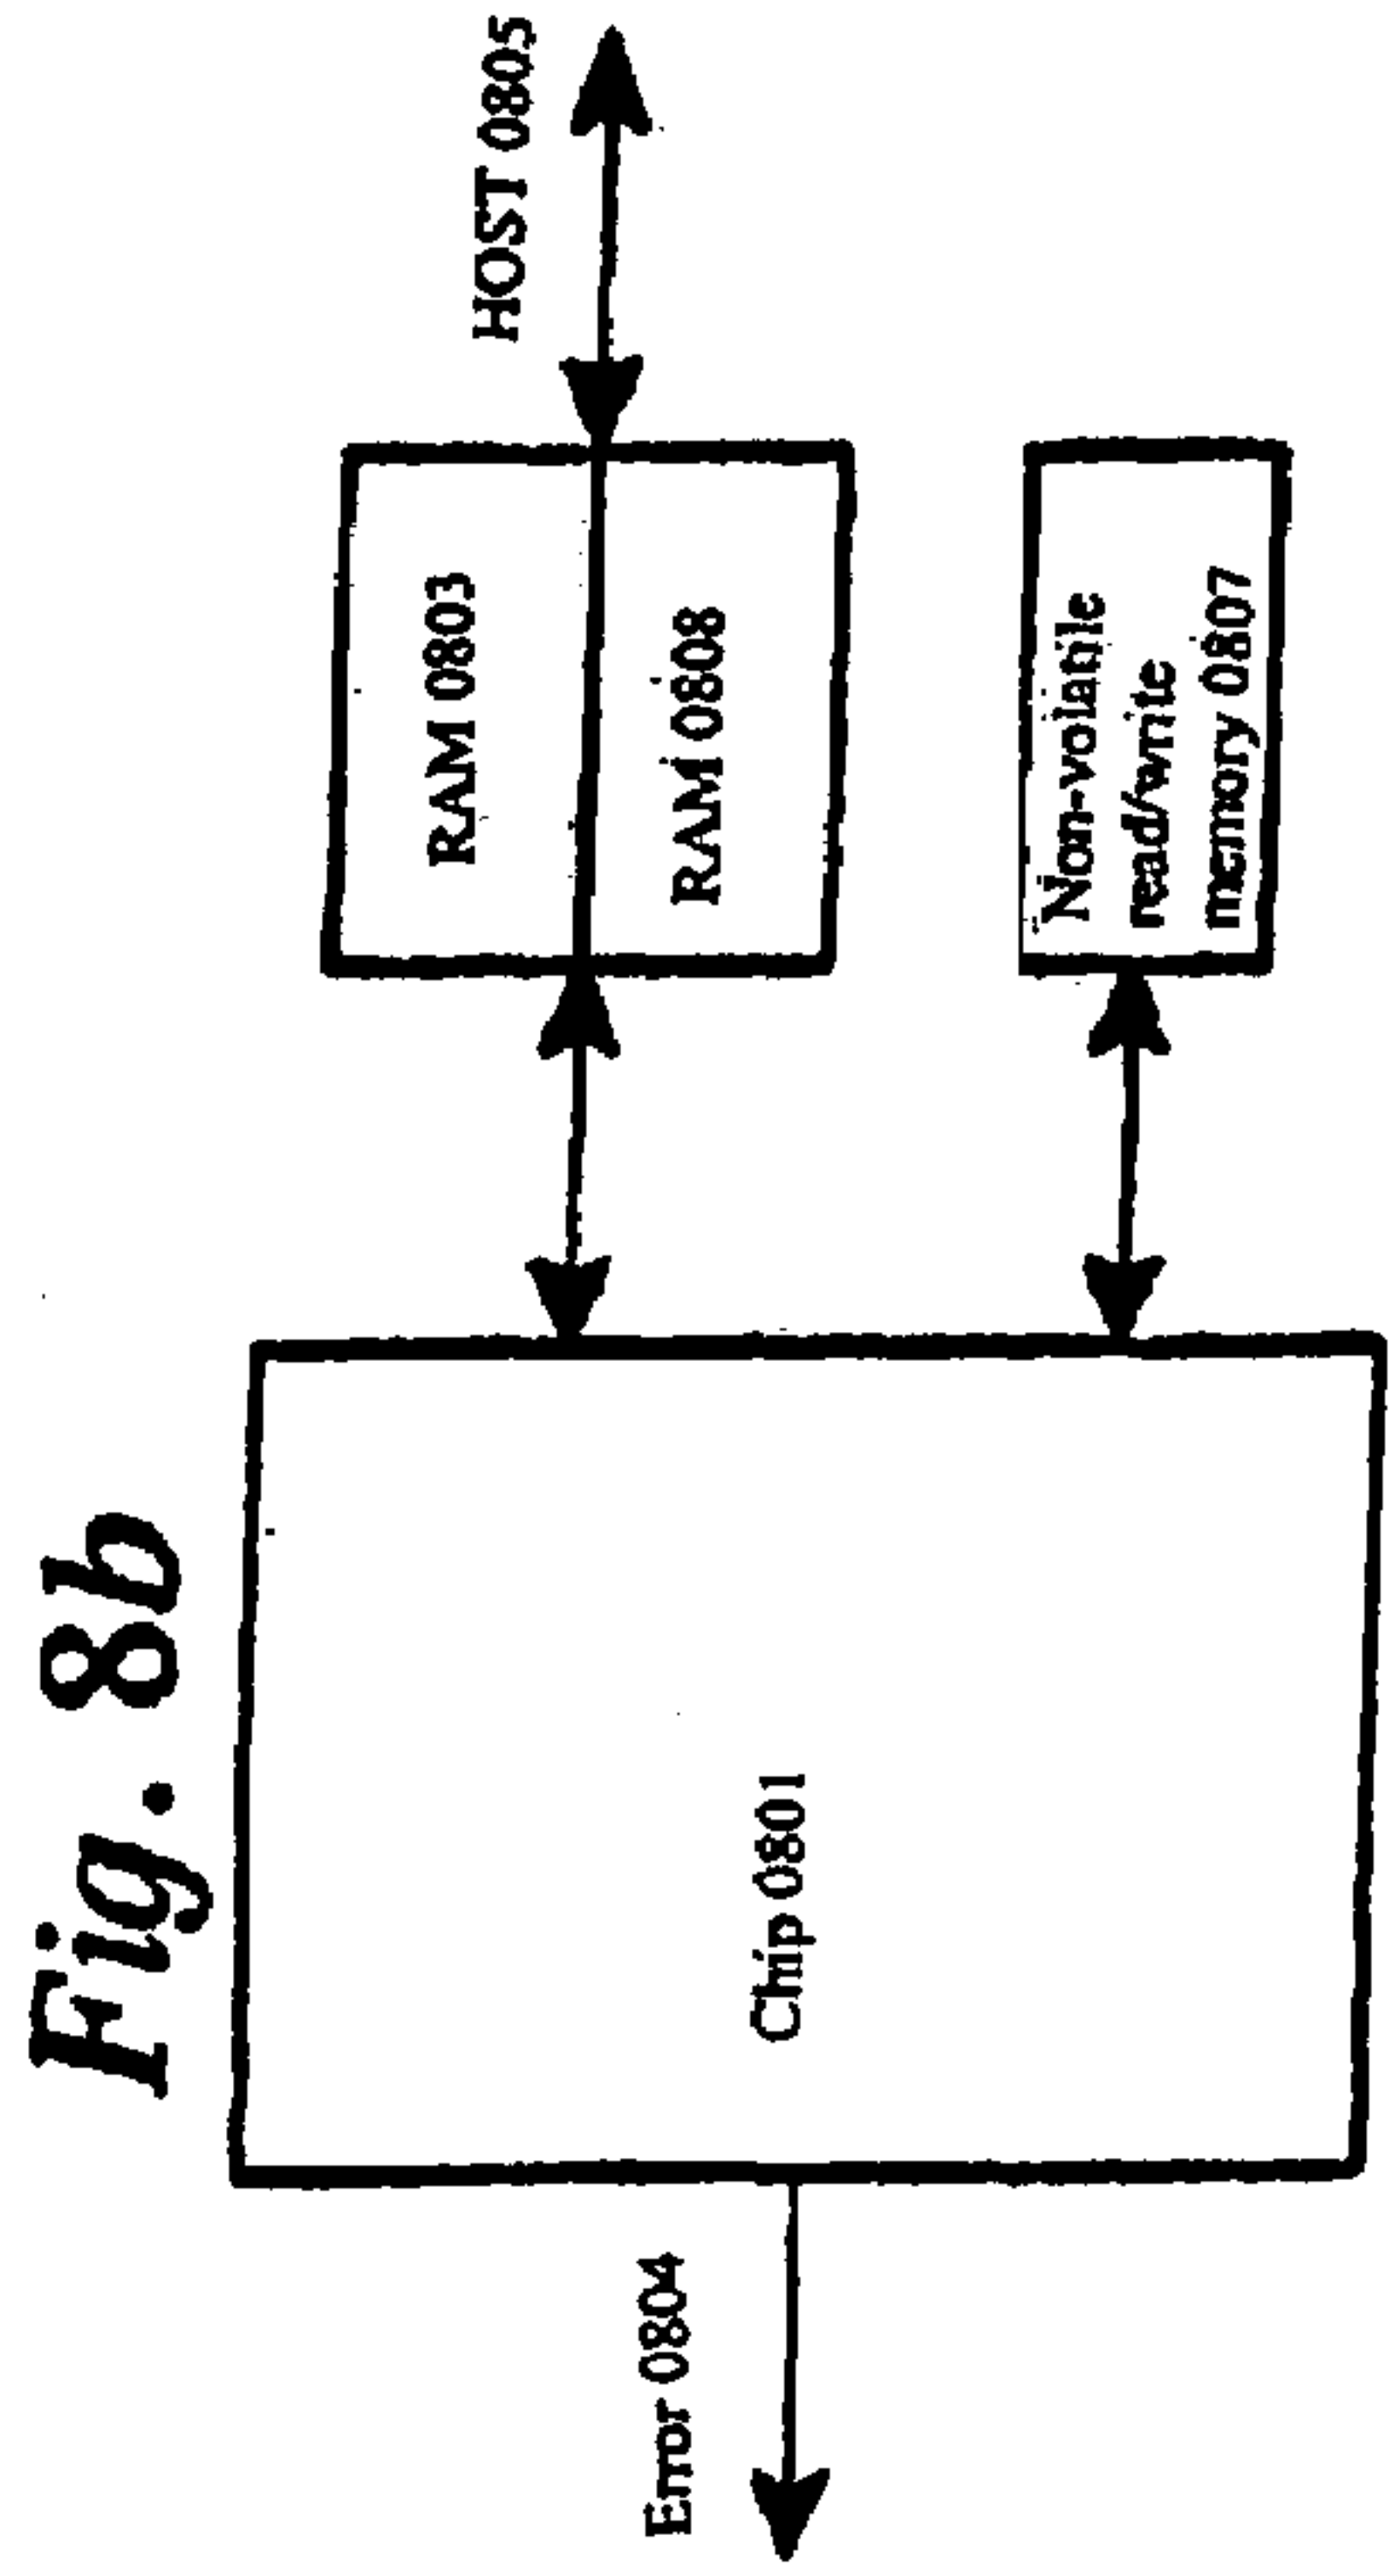 Fig. 8b
Error 0804
Chip 0801
RAM 0803
RAM 0808
HOST 0805
Non-volatile
read/write
memory 0807